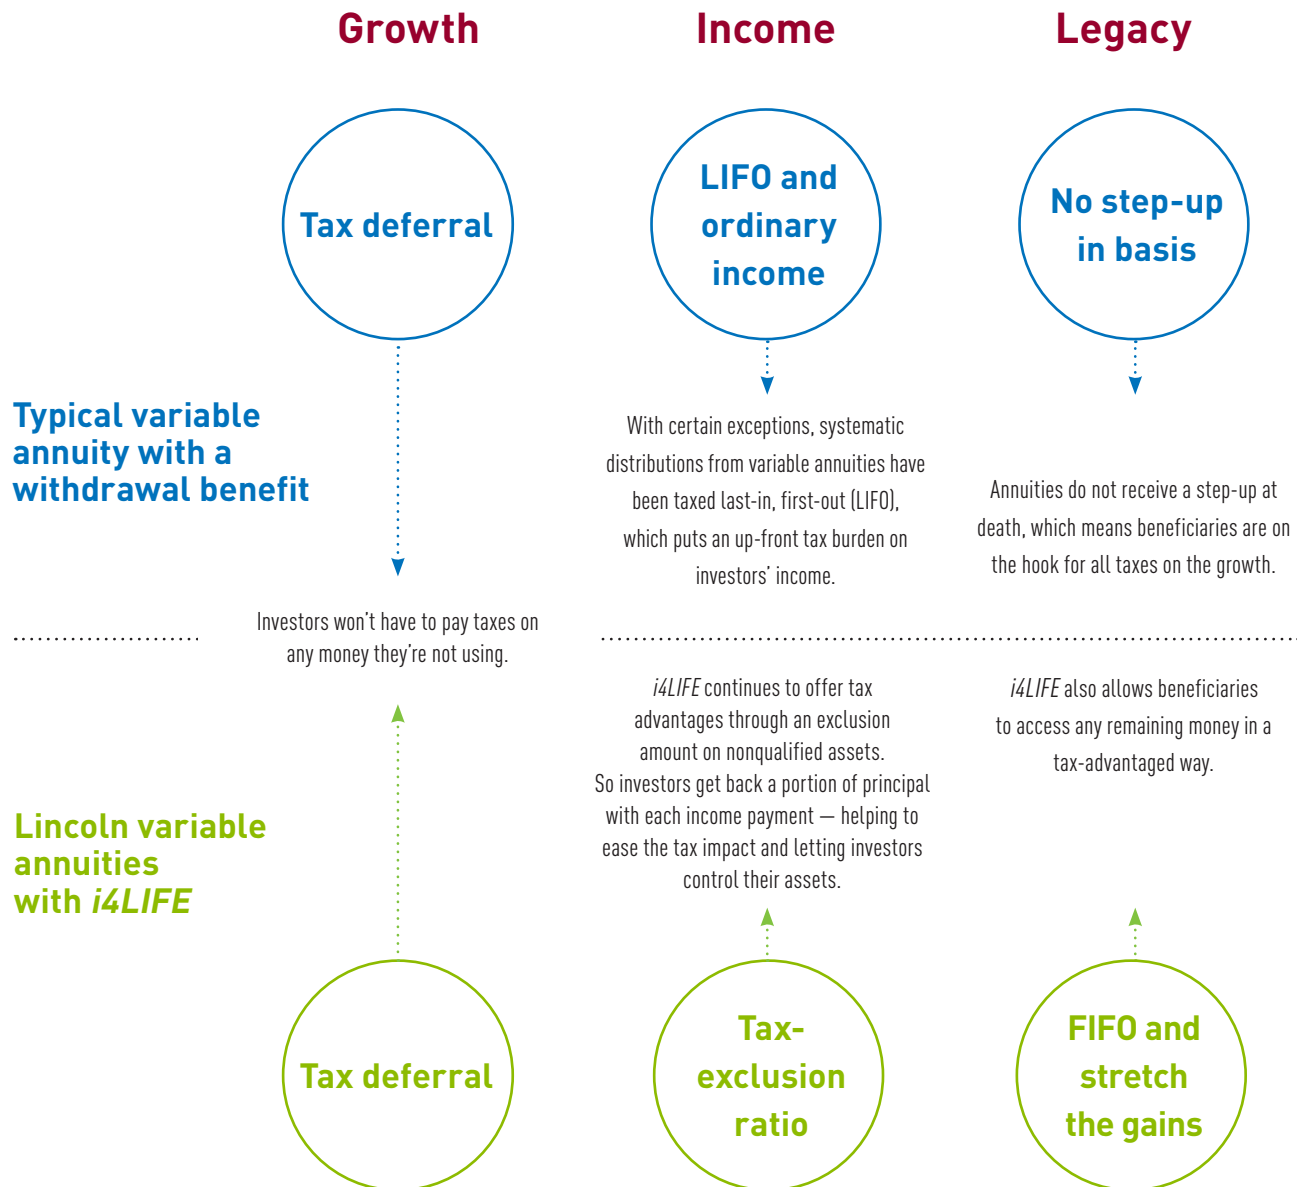 Growth
Income
Legacy
Tax deferral
LIFO and
ordinary
income
No step-up
in basis
Typical variable
annuity with a
withdrawal benefit
With certain exceptions, systematic
distributions from variable annuities have
been taxed last-in, first-out (LIFO),
which puts an up-front tax burden on
investors’ income.
Annuities do not receive a step-up at
death, which means beneficiaries are on
the hook for all taxes on the growth.
Investors won’t have to pay taxes on
any money they’re not using.
Lincoln variable
annuities
with i4LIFE
i4LIFE continues to offer tax
advantages through an exclusion
amount on nonqualified assets.
So investors get back a portion of principal
with each income payment — helping to
ease the tax impact and letting investors
control their assets.
i4LIFE also allows beneficiaries
to access any remaining money in a
tax-advantaged way.
Tax deferral
Tax-
exclusion
ratio
FIFO and
stretch
the gains